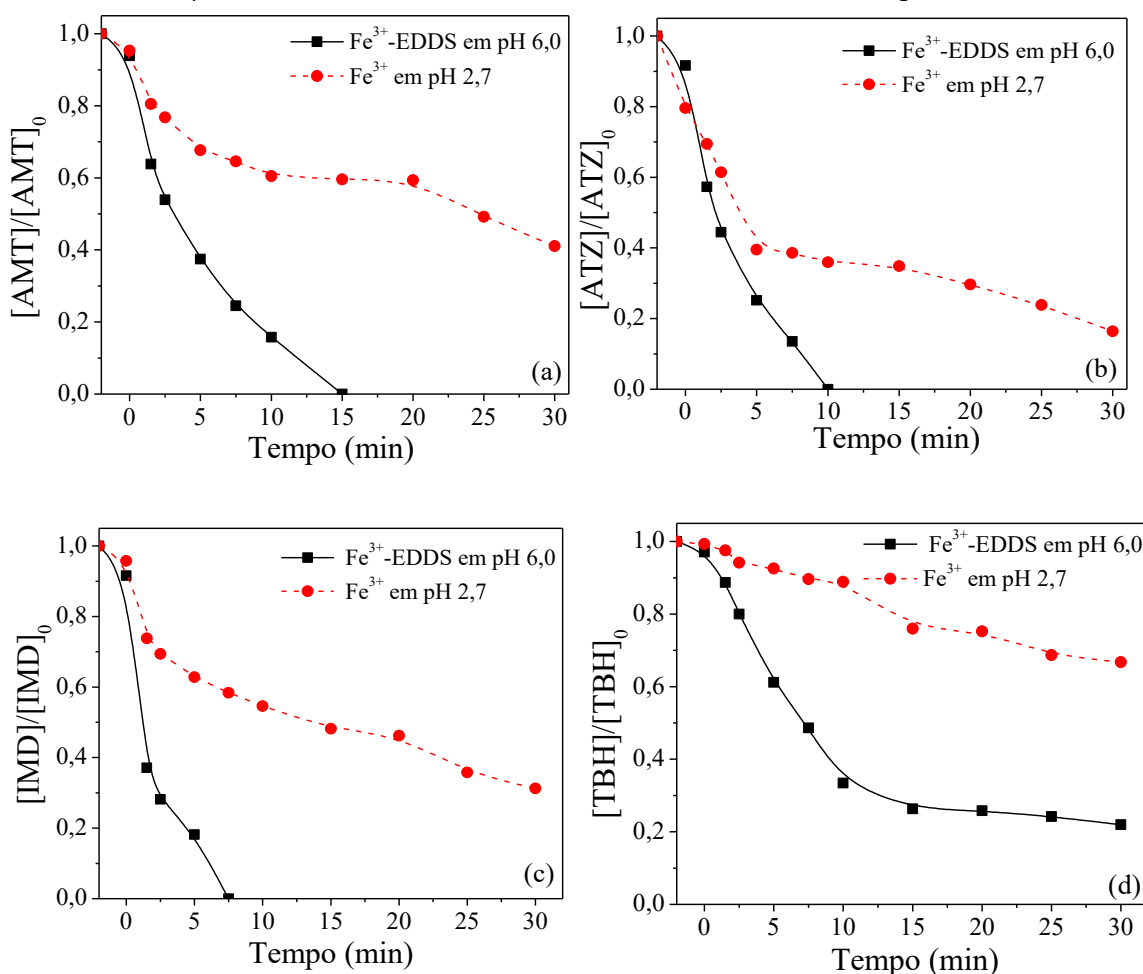 Fe³⁺-EDDS em pH 6,0
Fe³⁺ em pH 2,7
[AMT]/[AMT]₀
1,0
0,8
0,6
0,4
0,2
0,0
(a)
0 5 10 15 20 25 30
Tempo (min)
Fe³⁺-EDDS em pH 6,0
Fe³⁺ em pH 2,7
[ATZ]/[ATZ]₀
1,0
0,8
0,6
0,4
0,2
0,0
(b)
0 5 10 15 20 25 30
Tempo (min)
Fe³⁺-EDDS em pH 6,0
Fe³⁺ em pH 2,7
[IMD]/[IMD]₀
1,0
0,8
0,6
0,4
0,2
0,0
(c)
0 5 10 15 20 25 30
Tempo (min)
Fe³⁺-EDDS em pH 6,0
Fe³⁺ em pH 2,7
[TBH]/[TBH]₀
1,0
0,8
0,6
0,4
0,2
0,0
(d)
0 5 10 15 20 25 30
Tempo (min)